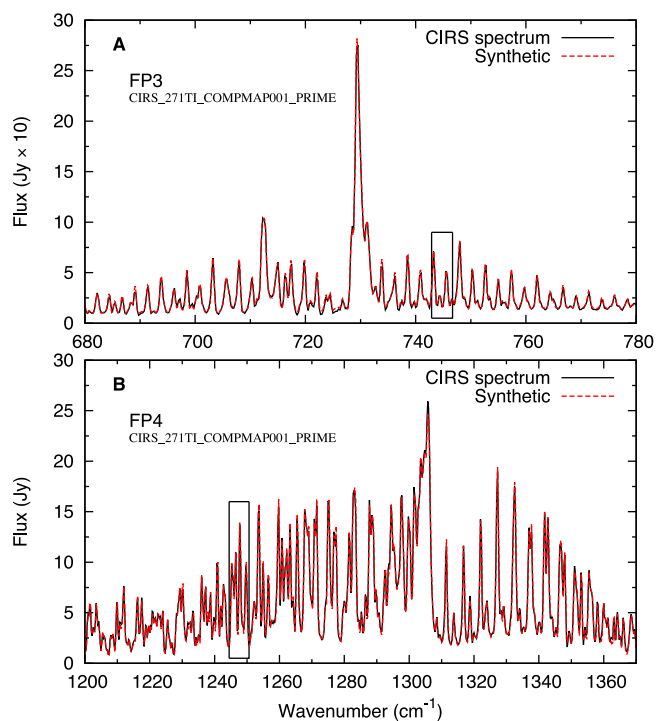 30
A
CIRS spectrum
Synthetic
25
FP3
CIRS_271TI_COMPMAP001_PRIME
20
Flux (Jy × 10)
15
10
5
0
680 700 720 740 760 780
30
B
CIRS spectrum
Synthetic
25
FP4
CIRS_271TI_COMPMAP001_PRIME
20
Flux (Jy)
15
10
5
0
1200 1220 1240 1260 1280 1300 1320 1340 1360
Wavenumber (cm⁻¹)